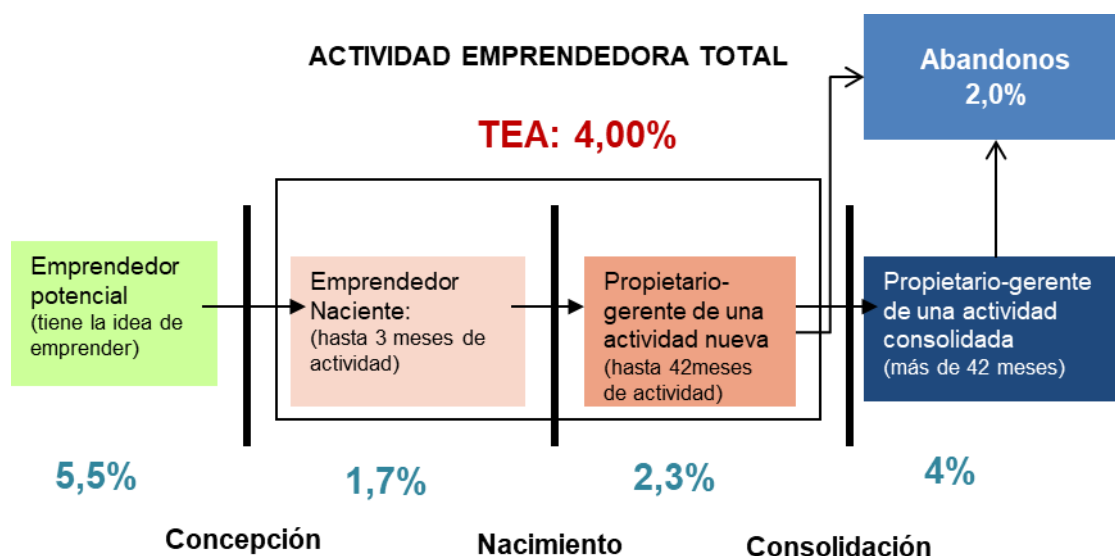 ACTIVIDAD EMPRENDEDORA TOTAL
TEA: 4,00%
Abandonos
2,0%
Emprendedor
potencial
(tiene la idea de
emprender)
Emprendedor
Naciente:
(hasta 3 meses de
actividad)
Propietario-
gerente de una
actividad nueva
(hasta 42meses
de actividad)
Propietario-gerente
de una actividad
consolidada
(más de 42 meses)
5,5%
1,7%
2,3%
4%
Concepción
Nacimiento
Consolidación